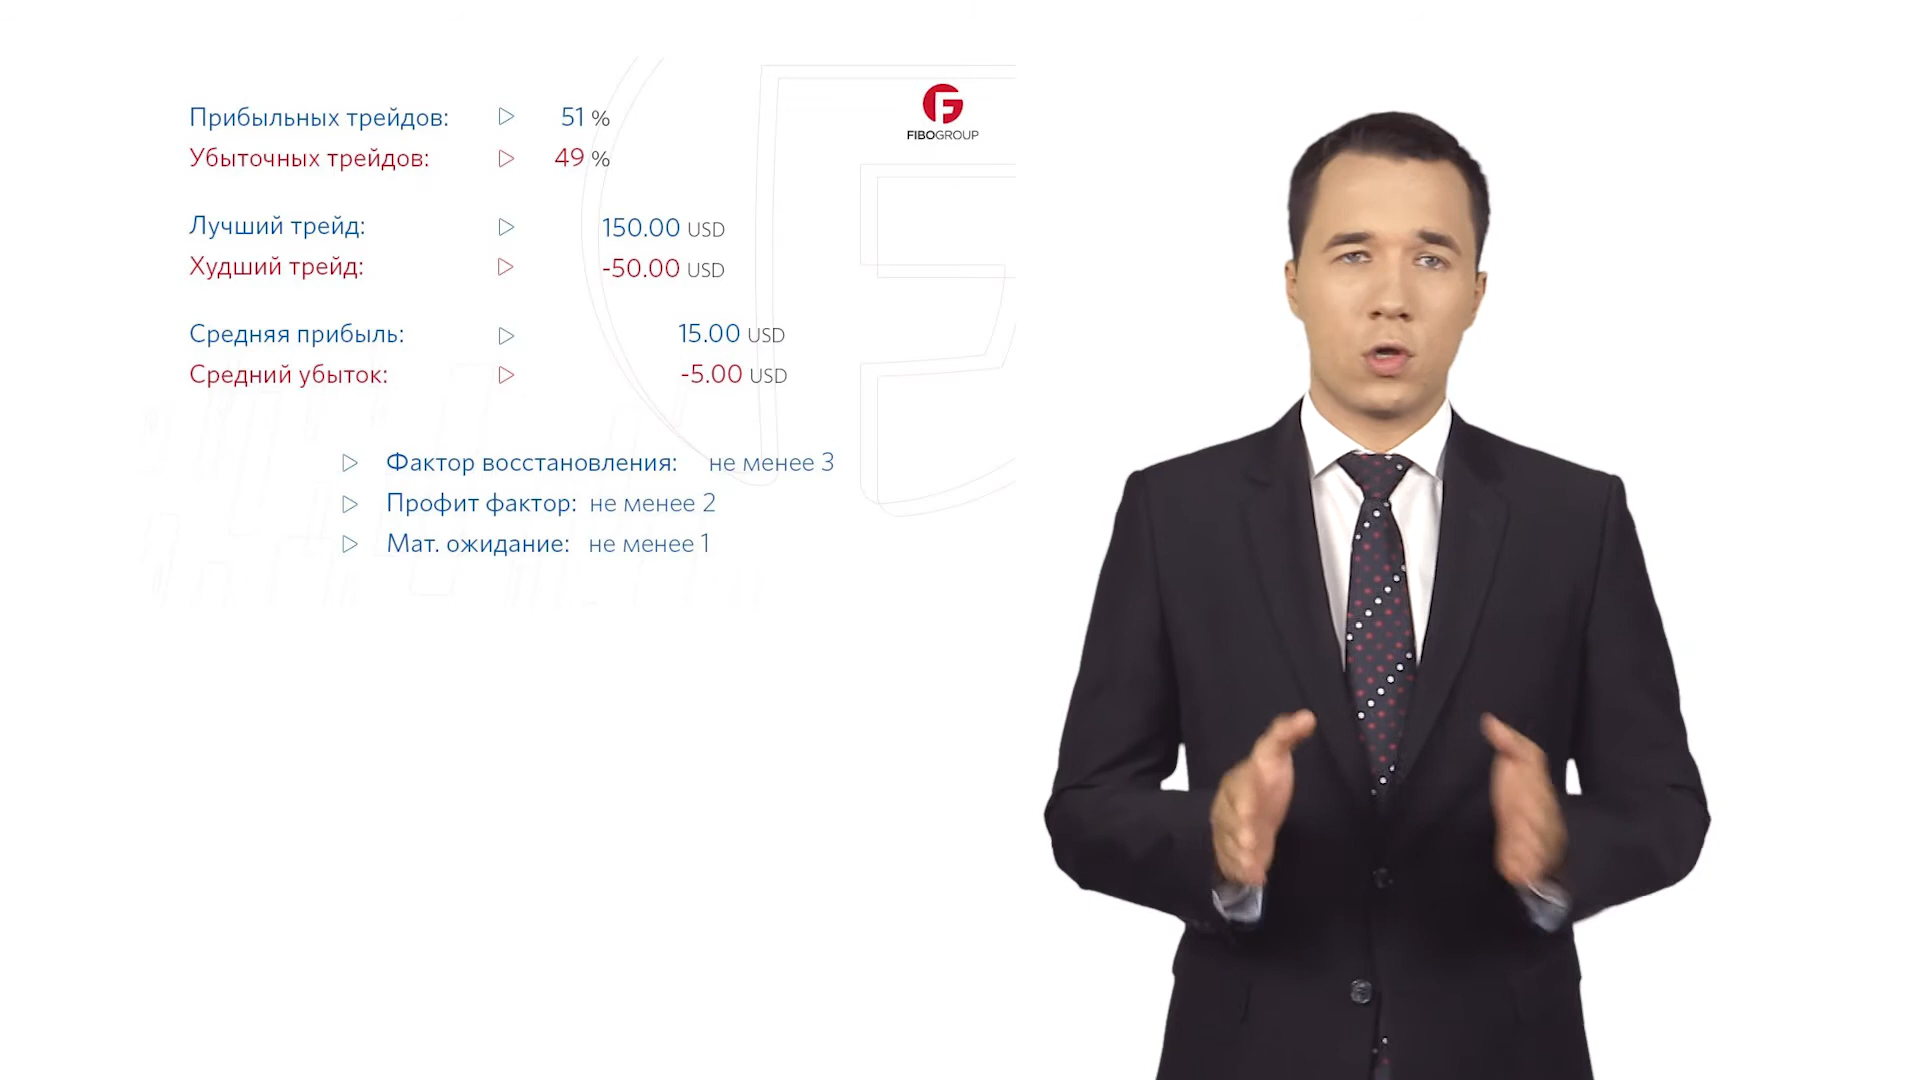 Прибыльных трейдов: 51 %
Убыточных трейдов: 49 %
Лучший трейд: 150.00 USD
Худший трейд: -50.00 USD
Средняя прибыль: 15.00 USD
Средний убыток: -5.00 USD
Фактор восстановления: не менее 3
Профит фактор: не менее 2
Мат. ожидание: не менее 1
FIBOGROUP